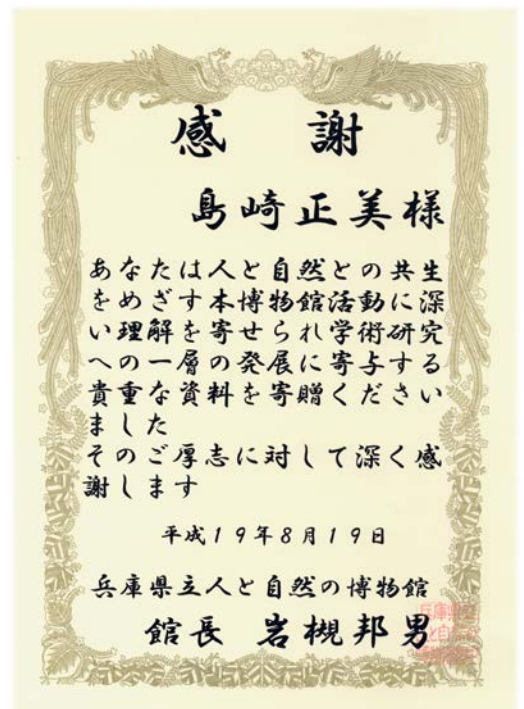 感謝
島崎正美様
あなたは人と自然との共生
をめざす本博物館活動に深
い理解を寄せられ学術研究
への一層の発展に寄与する
貴重な資料を寄贈ください
ました
そのご厚志に対して深く感
謝します
平成19年8月19日
兵庫県立人と自然の博物館
館長 岩槻邦男